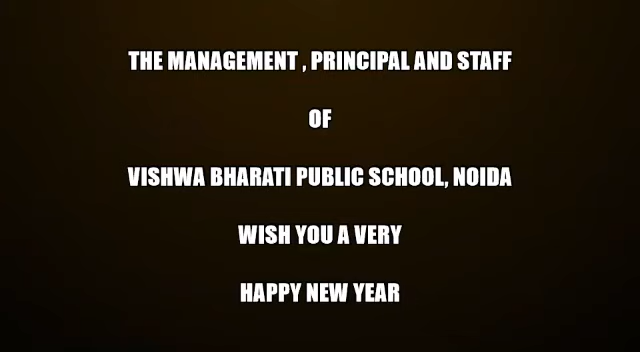 THE MANAGEMENT , PRINCIPAL AND STAFF
OF
VISHWA BHARATI PUBLIC SCHOOL, NOIDA
WISH YOU A VERY
HAPPY NEW YEAR